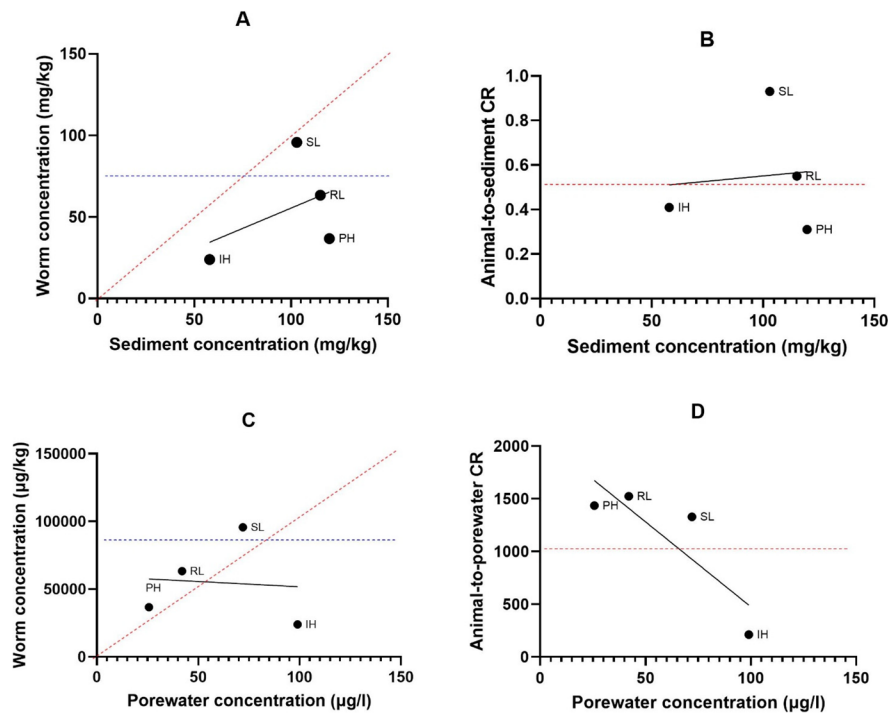 A
Worm concentration (mg/kg)
150
100
50
0
SL
RL
PH
IH
0 50 100 150
Sediment concentration (mg/kg)
B
Animal-to-sediment CR
1.0
0.8
0.6
0.4
0.2
0.0
SL
RL
IH
PH
0 50 100 150
Sediment concentration (mg/kg)
C
Worm concentration (µg/kg)
150000
100000
50000
0
SL
RL
PH
IH
0 50 100 150
Porewater concentration (µg/l)
D
Animal-to-porewater CR
2000
1500
1000
500
0
RL
PH
SL
IH
0 50 100 150
Porewater concentration (µg/l)